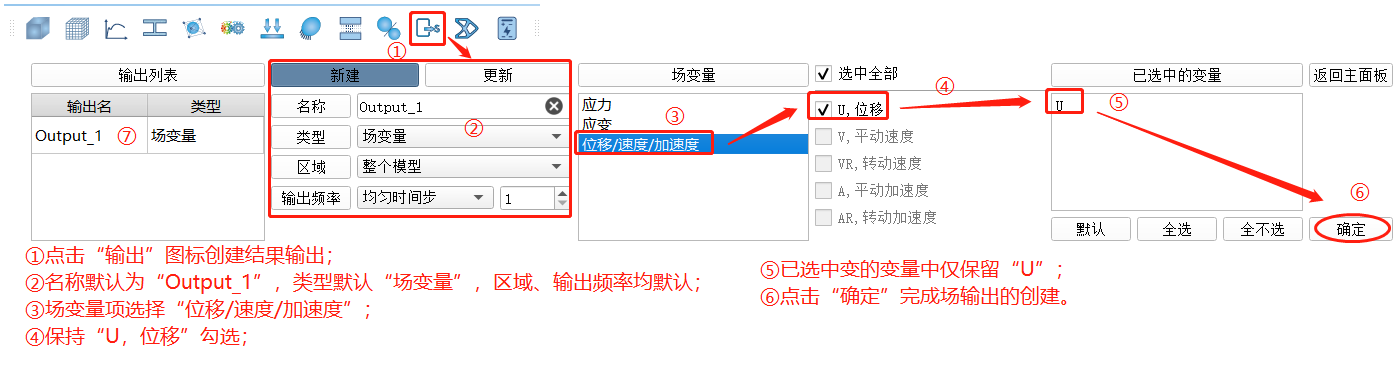 ①
输出列表
新建
更新
场变量
选中全部
④
已选中的变量
返回主面板
输出名
类型
Output_1
⑦
场变量
名称
Output_1
②
类型
场变量
区域
整个模型
输出频率
均匀时间步
1
应力
应变
位移/速度/加速度
③
U,位移
V,平动速度
VR,转动速度
A,平动加速度
AR,转动加速度
U
⑤
⑥
默认
全选
全不选
确定
①点击“输出”图标创建结果输出；
②名称默认为“Output_1”，类型默认“场变量”，区域、输出频率均默认；
③场变量项选择“位移/速度/加速度”；
④保持“U，位移”勾选；
⑤已选中变的变量中仅保留“U”；
⑥点击“确定”完成场输出的创建。